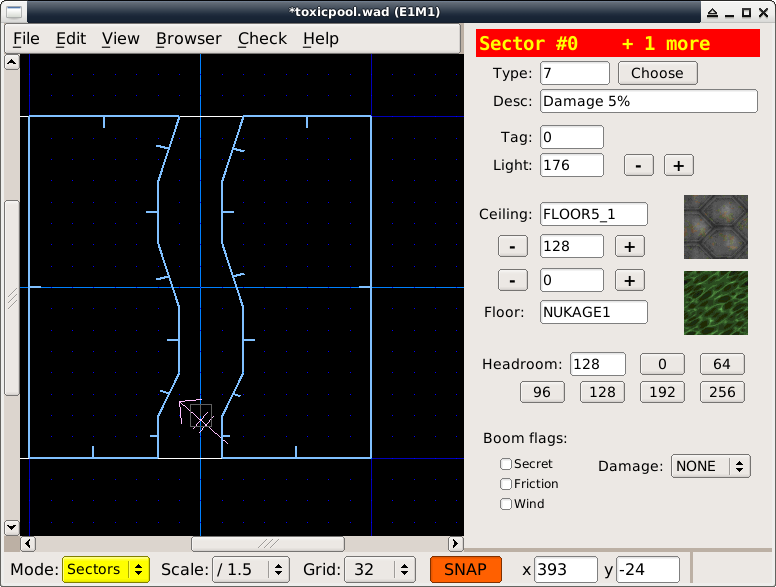 *toxicpool.wad (E1M1)
File Edit View Browser Check Help
Sector #0 + 1 more
Type: 7 Choose
Desc: Damage 5%
Tag: 0
Light: 176 - +
Ceiling: FLOOR5_1
- 128 +
- 0 +
Floor: NUKAGE1
Headroom: 128 0 64
96 128 192 256
Boom flags:
Secret Damage: NONE
Friction
Wind
Mode: Sectors Scale: / 1.5 Grid: 32 SNAP x 393 y -24